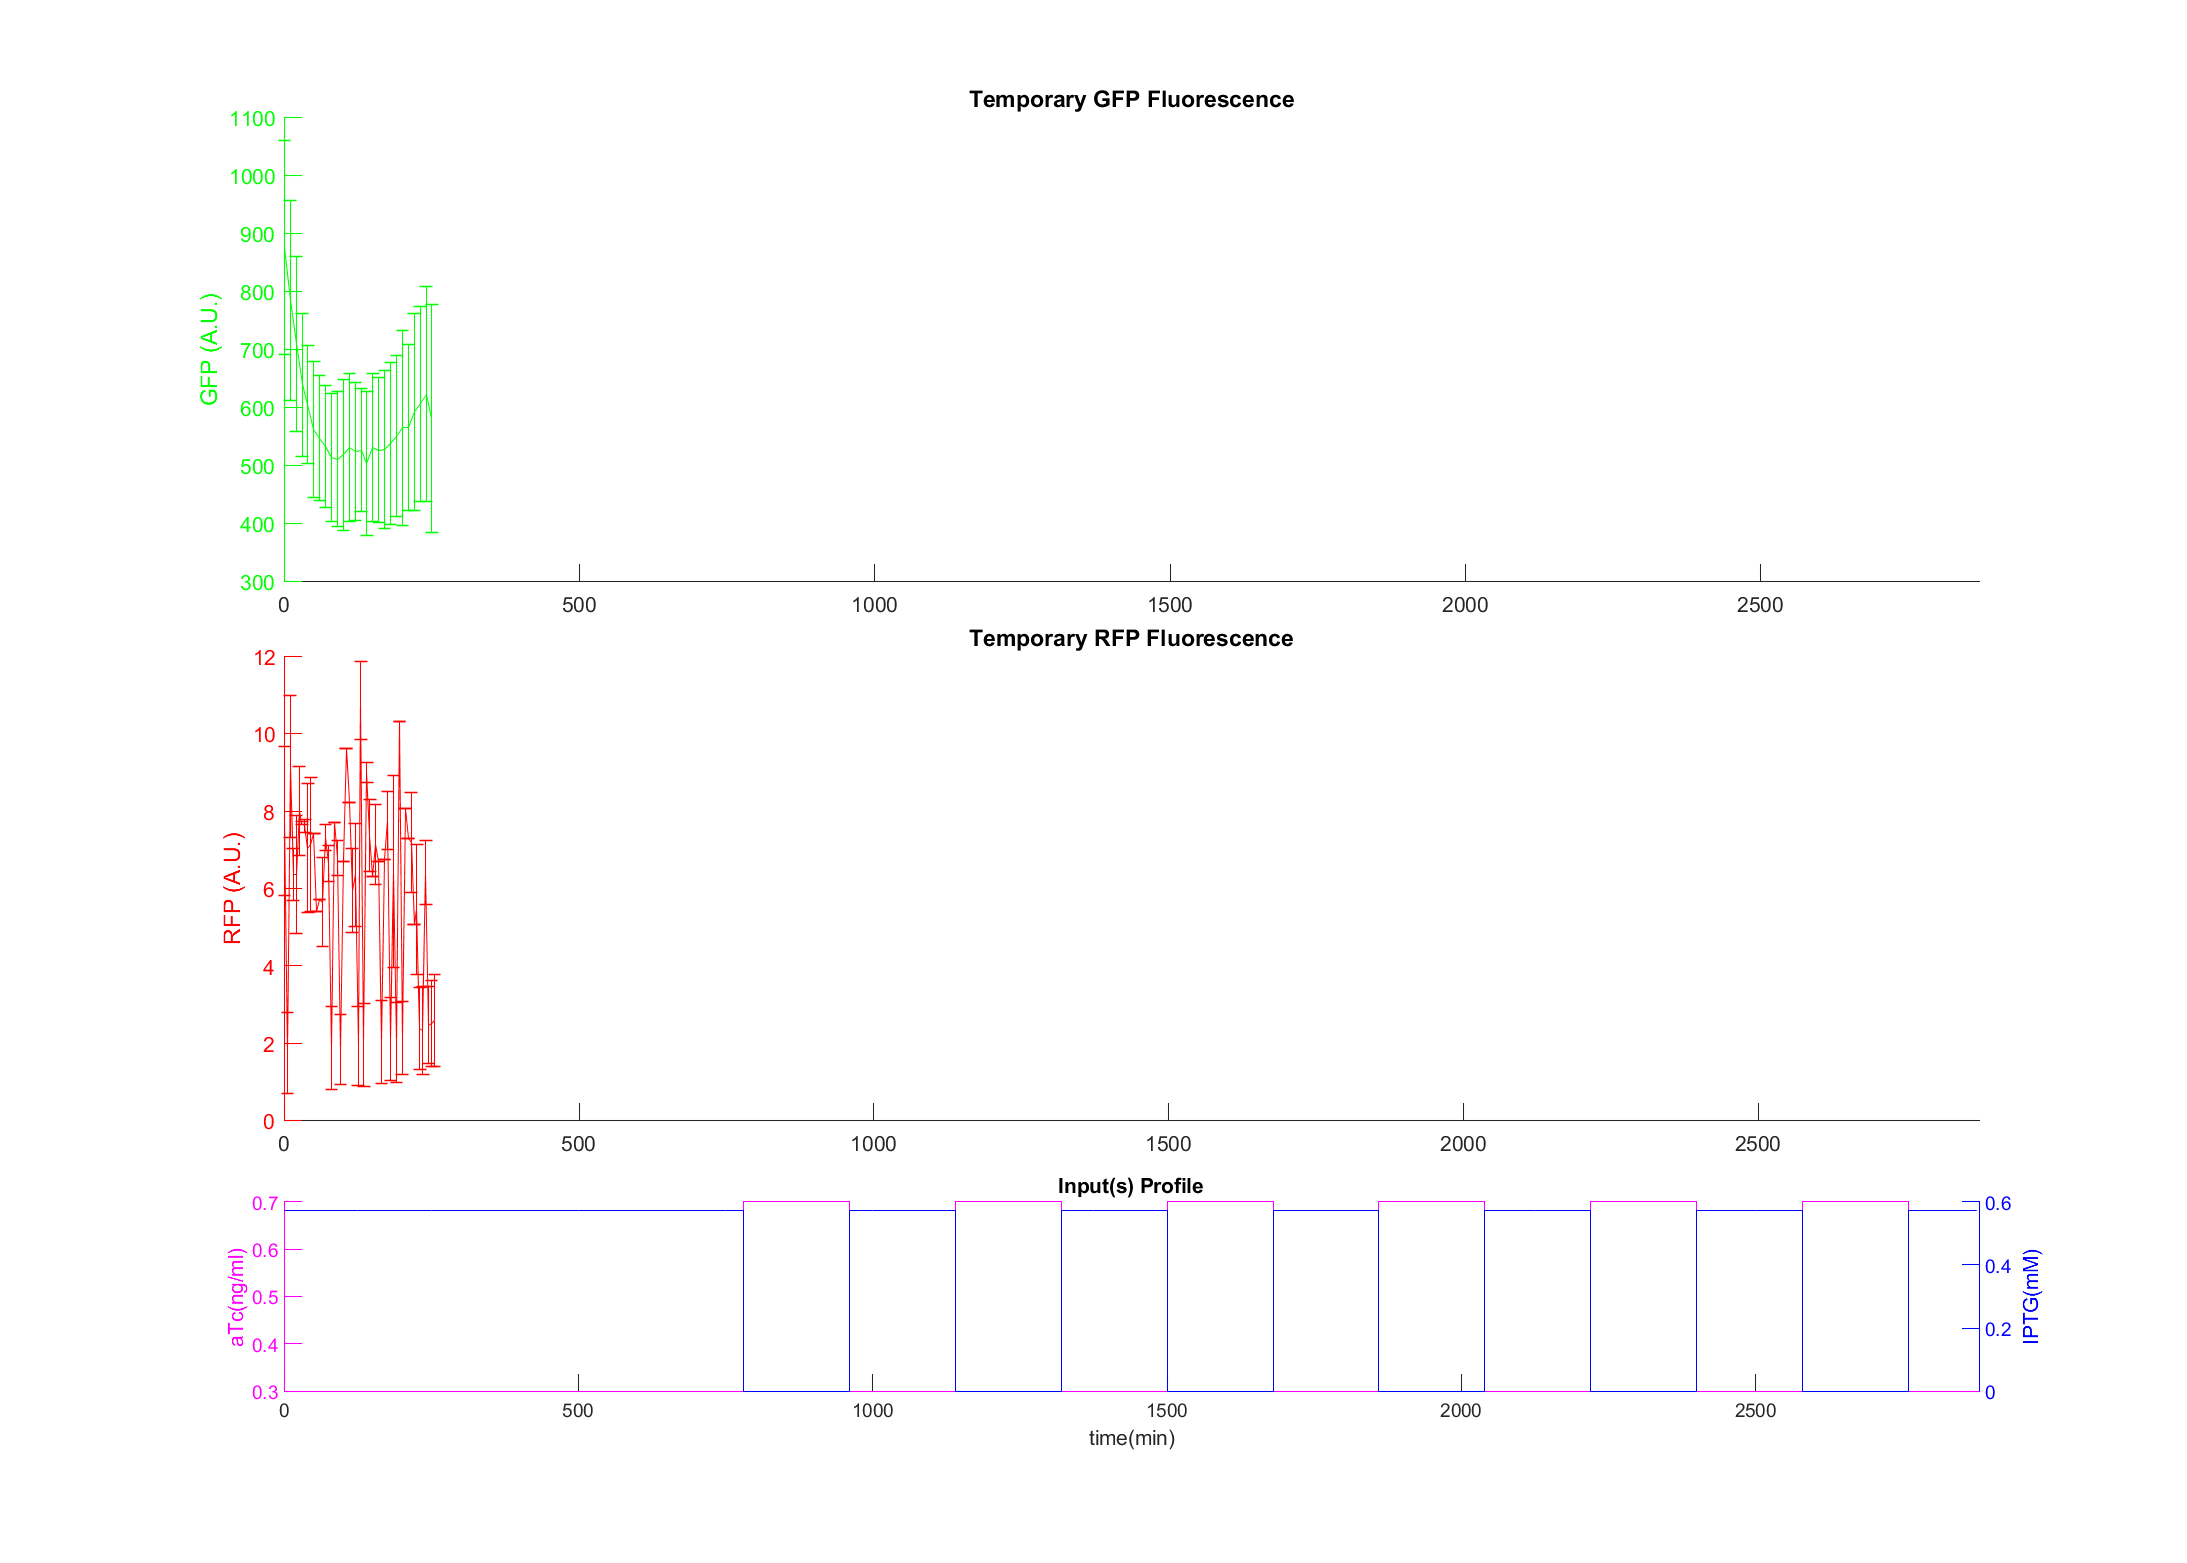 Temporary GFP Fluorescence
1100
1000
900
800
700
600
500
400
300
GFP (A.U.)
0 500 1000 1500 2000 2500
Temporary RFP Fluorescence
12
10
8
6
4
2
0
RFP (A.U.)
0 500 1000 1500 2000 2500
Input(s) Profile
0.7
0.6
0.5
0.4
0.3
aTc(ng/ml)
0.6
0.4
0.2
0
IPTG(mM)
0 500 1000 1500 2000 2500
time(min)